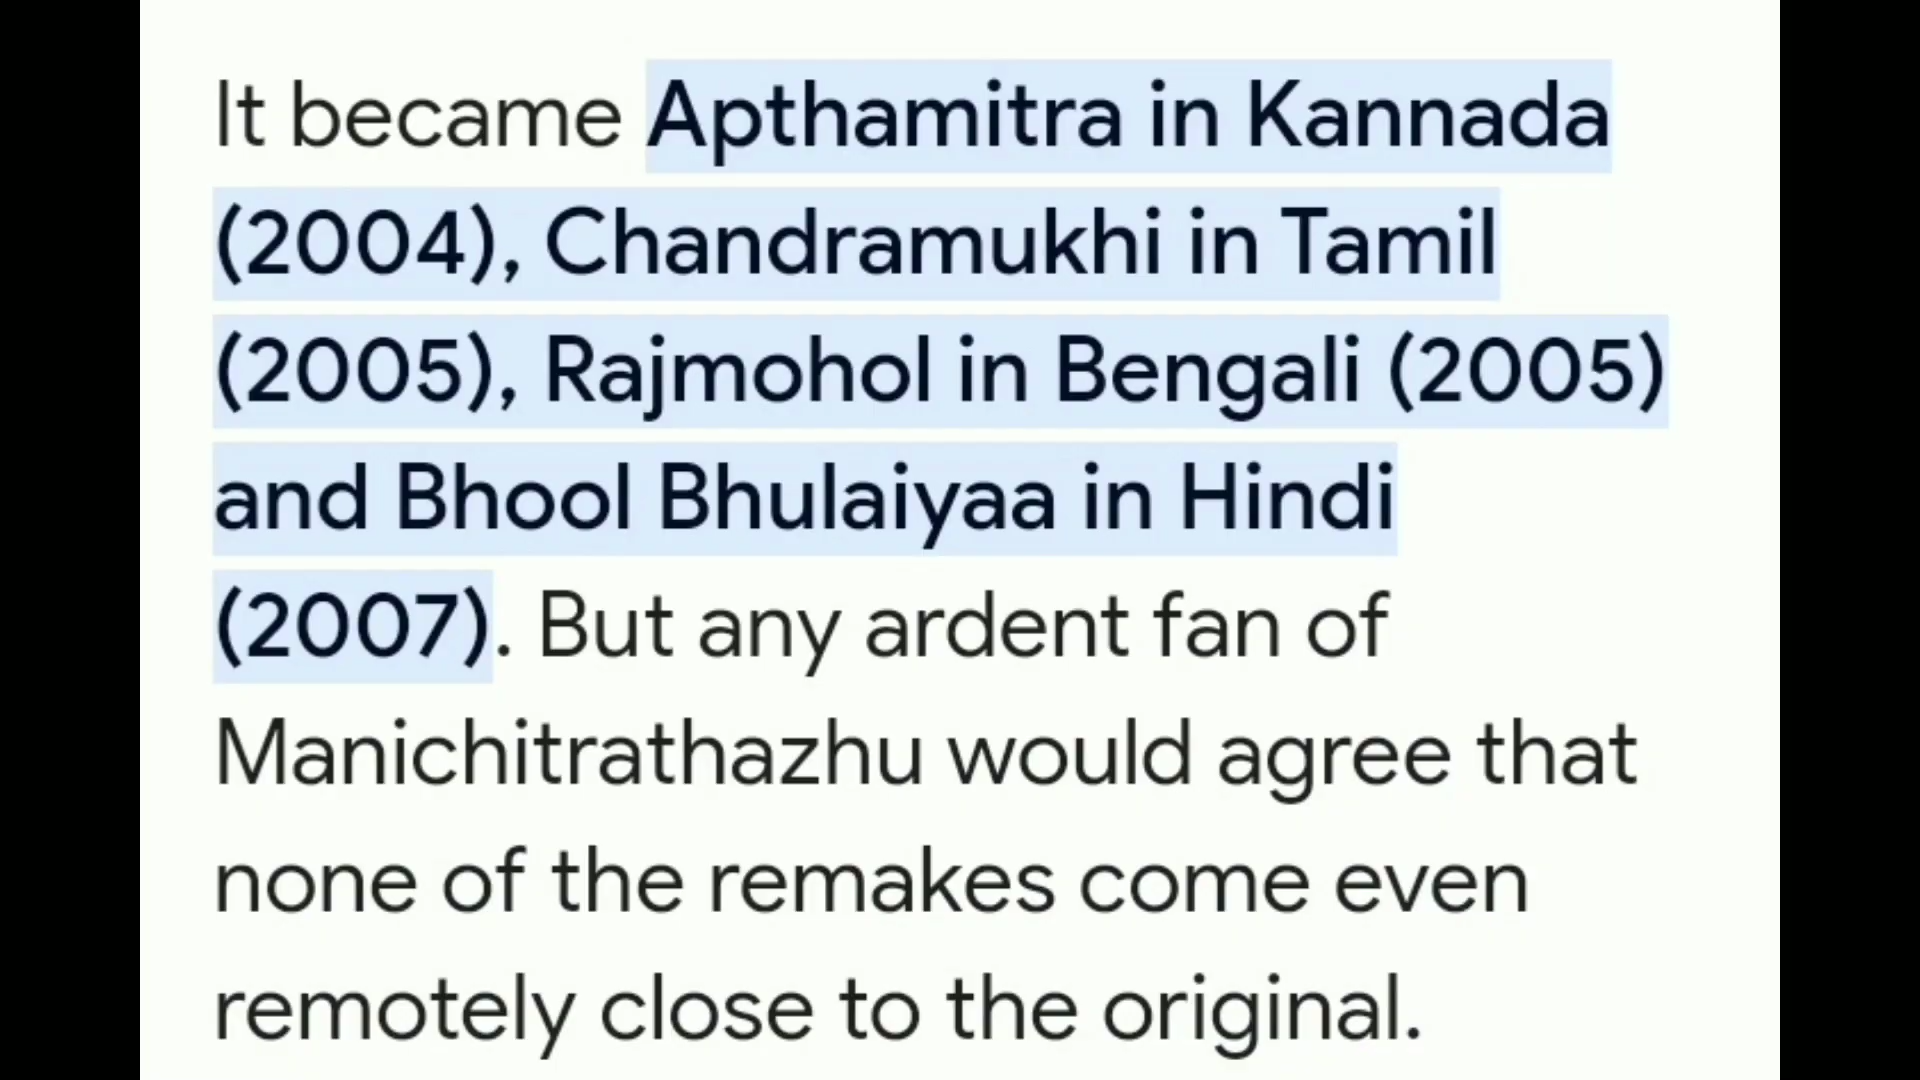 It became Apthamitra in Kannada
(2004), Chandramukhi in Tamil
(2005), Rajmohol in Bengali (2005)
and Bhool Bhulaiyaa in Hindi
(2007). But any ardent fan of
Manichitrathazhu would agree that
none of the remakes come even
remotely close to the original.